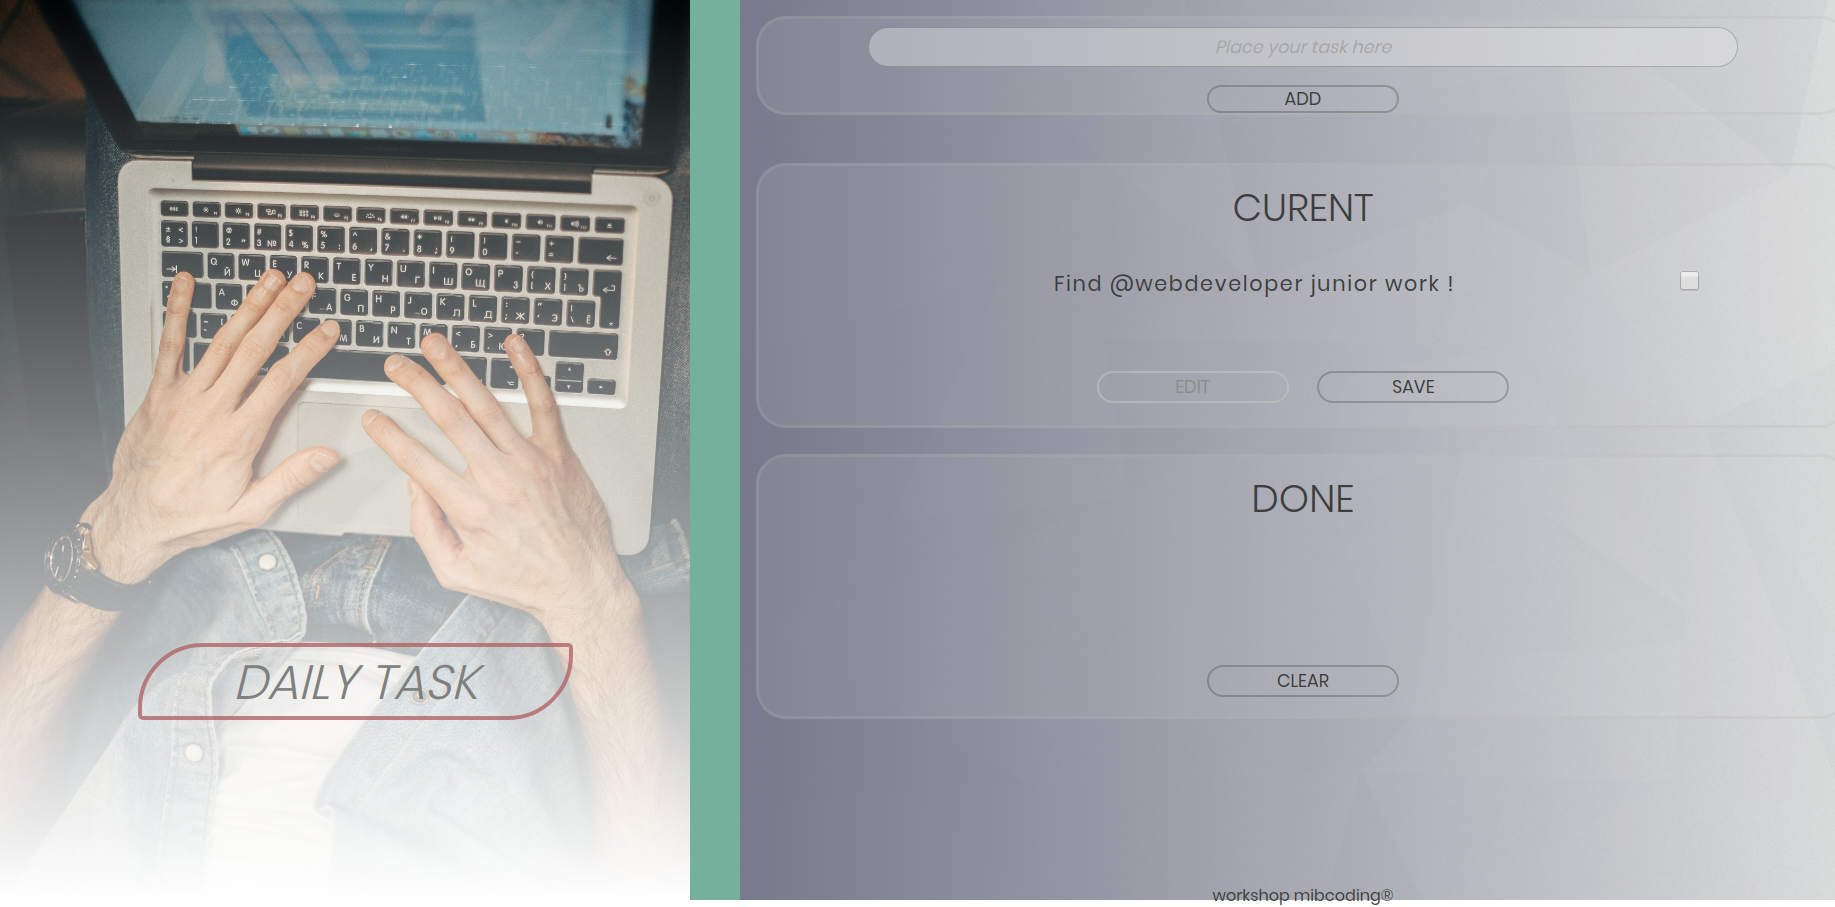 DAILY TASK
Place your task here
ADD
CURENT
Find @webdeveloper junior work !
EDIT
SAVE
DONE
CLEAR
workshop mibcoding®